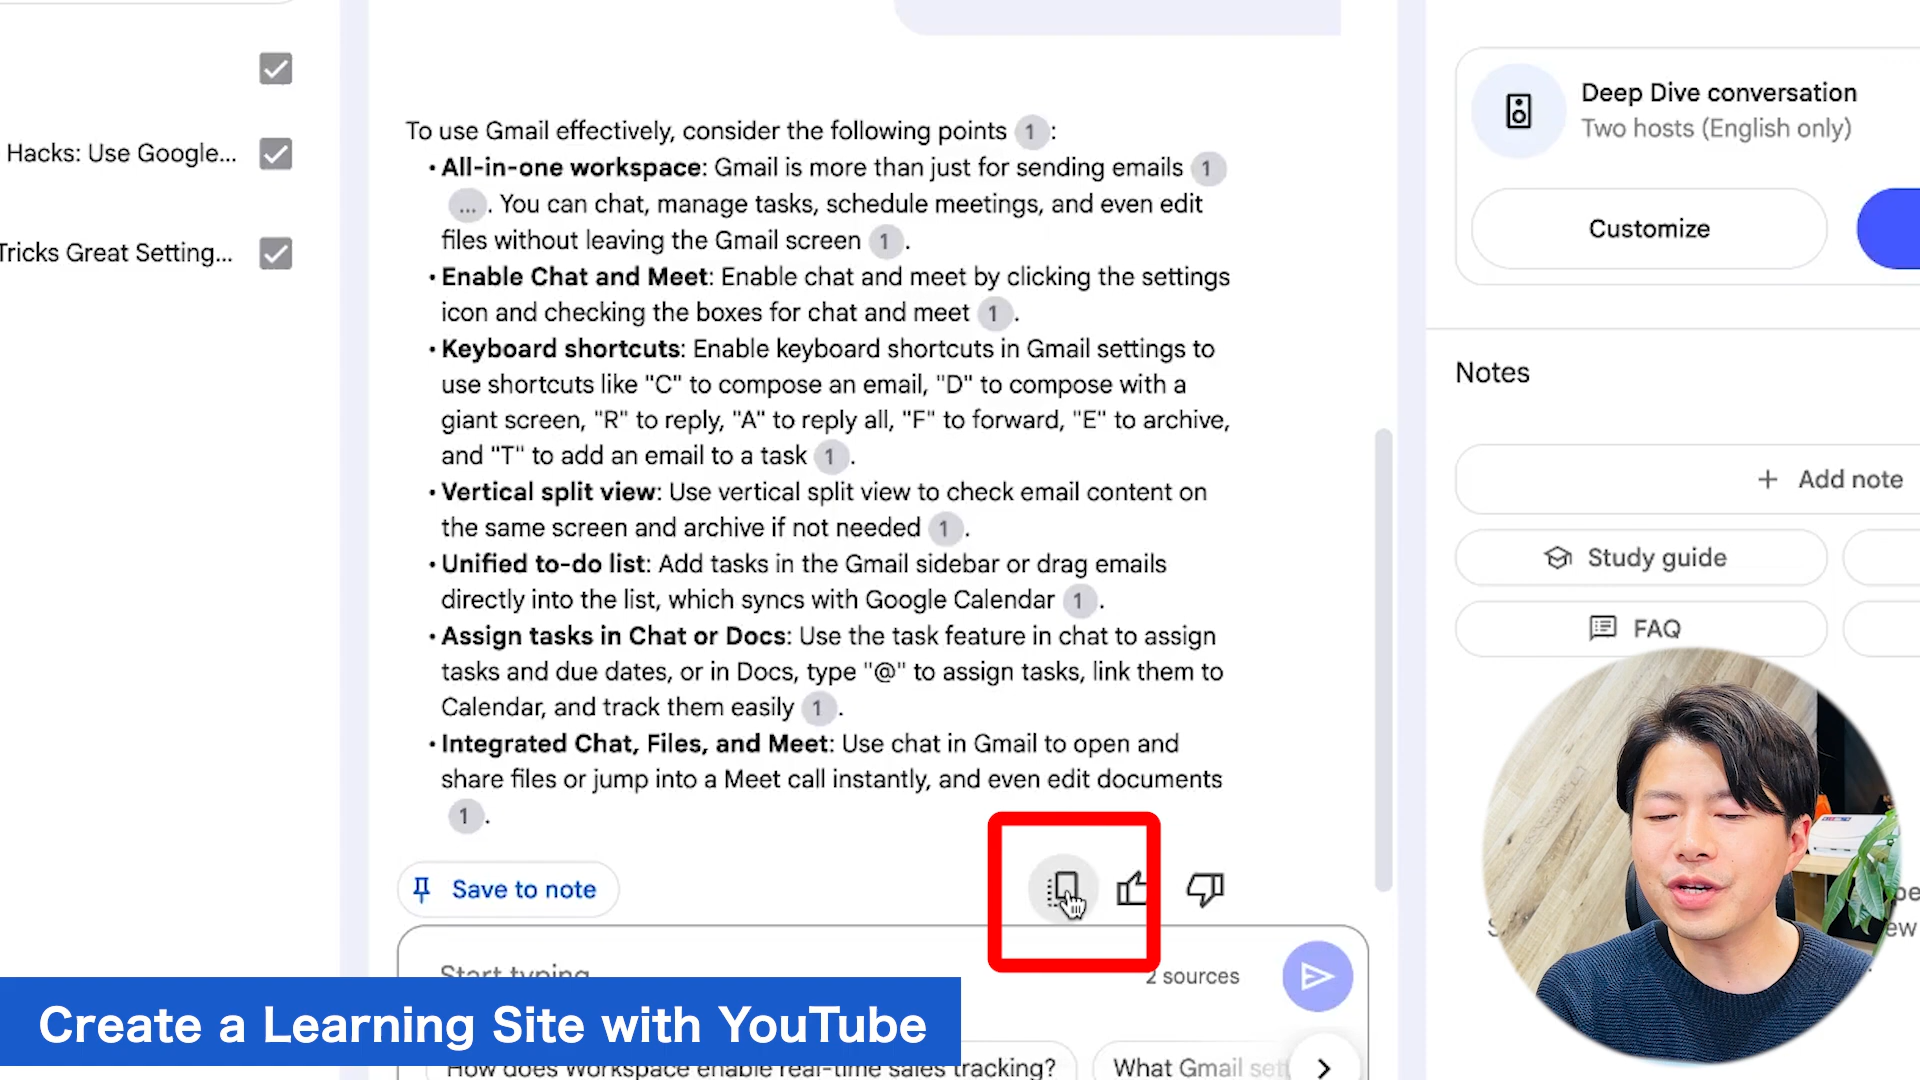 Hacks: Use Google...
Tricks Great Setting...
To use Gmail effectively, consider the following points 1 :
• All-in-one workspace: Gmail is more than just for sending emails 1
... . You can chat, manage tasks, schedule meetings, and even edit
files without leaving the Gmail screen 1 .
• Enable Chat and Meet: Enable chat and meet by clicking the settings
icon and checking the boxes for chat and meet 1 .
• Keyboard shortcuts: Enable keyboard shortcuts in Gmail settings to
use shortcuts like "C" to compose an email, "D" to compose with a
giant screen, "R" to reply, "A" to reply all, "F" to forward, "E" to archive,
and "T" to add an email to a task 1 .
• Vertical split view: Use vertical split view to check email content on
the same screen and archive if not needed 1 .
• Unified to-do list: Add tasks in the Gmail sidebar or drag emails
directly into the list, which syncs with Google Calendar 1 .
• Assign tasks in Chat or Docs: Use the task feature in chat to assign
tasks and due dates, or in Docs, type "@" to assign tasks, link them to
Calendar, and track them easily 1 .
• Integrated Chat, Files, and Meet: Use chat in Gmail to open and
share files or jump into a Meet call instantly, and even edit documents
1 .
Save to note
Start typing
2 sources
How does Workspace enable real-time sales tracking?
What Gmail
Deep Dive conversation
Two hosts (English only)
Customize
Notes
+ Add note
Study guide
FAQ
Create a Learning Site with YouTube